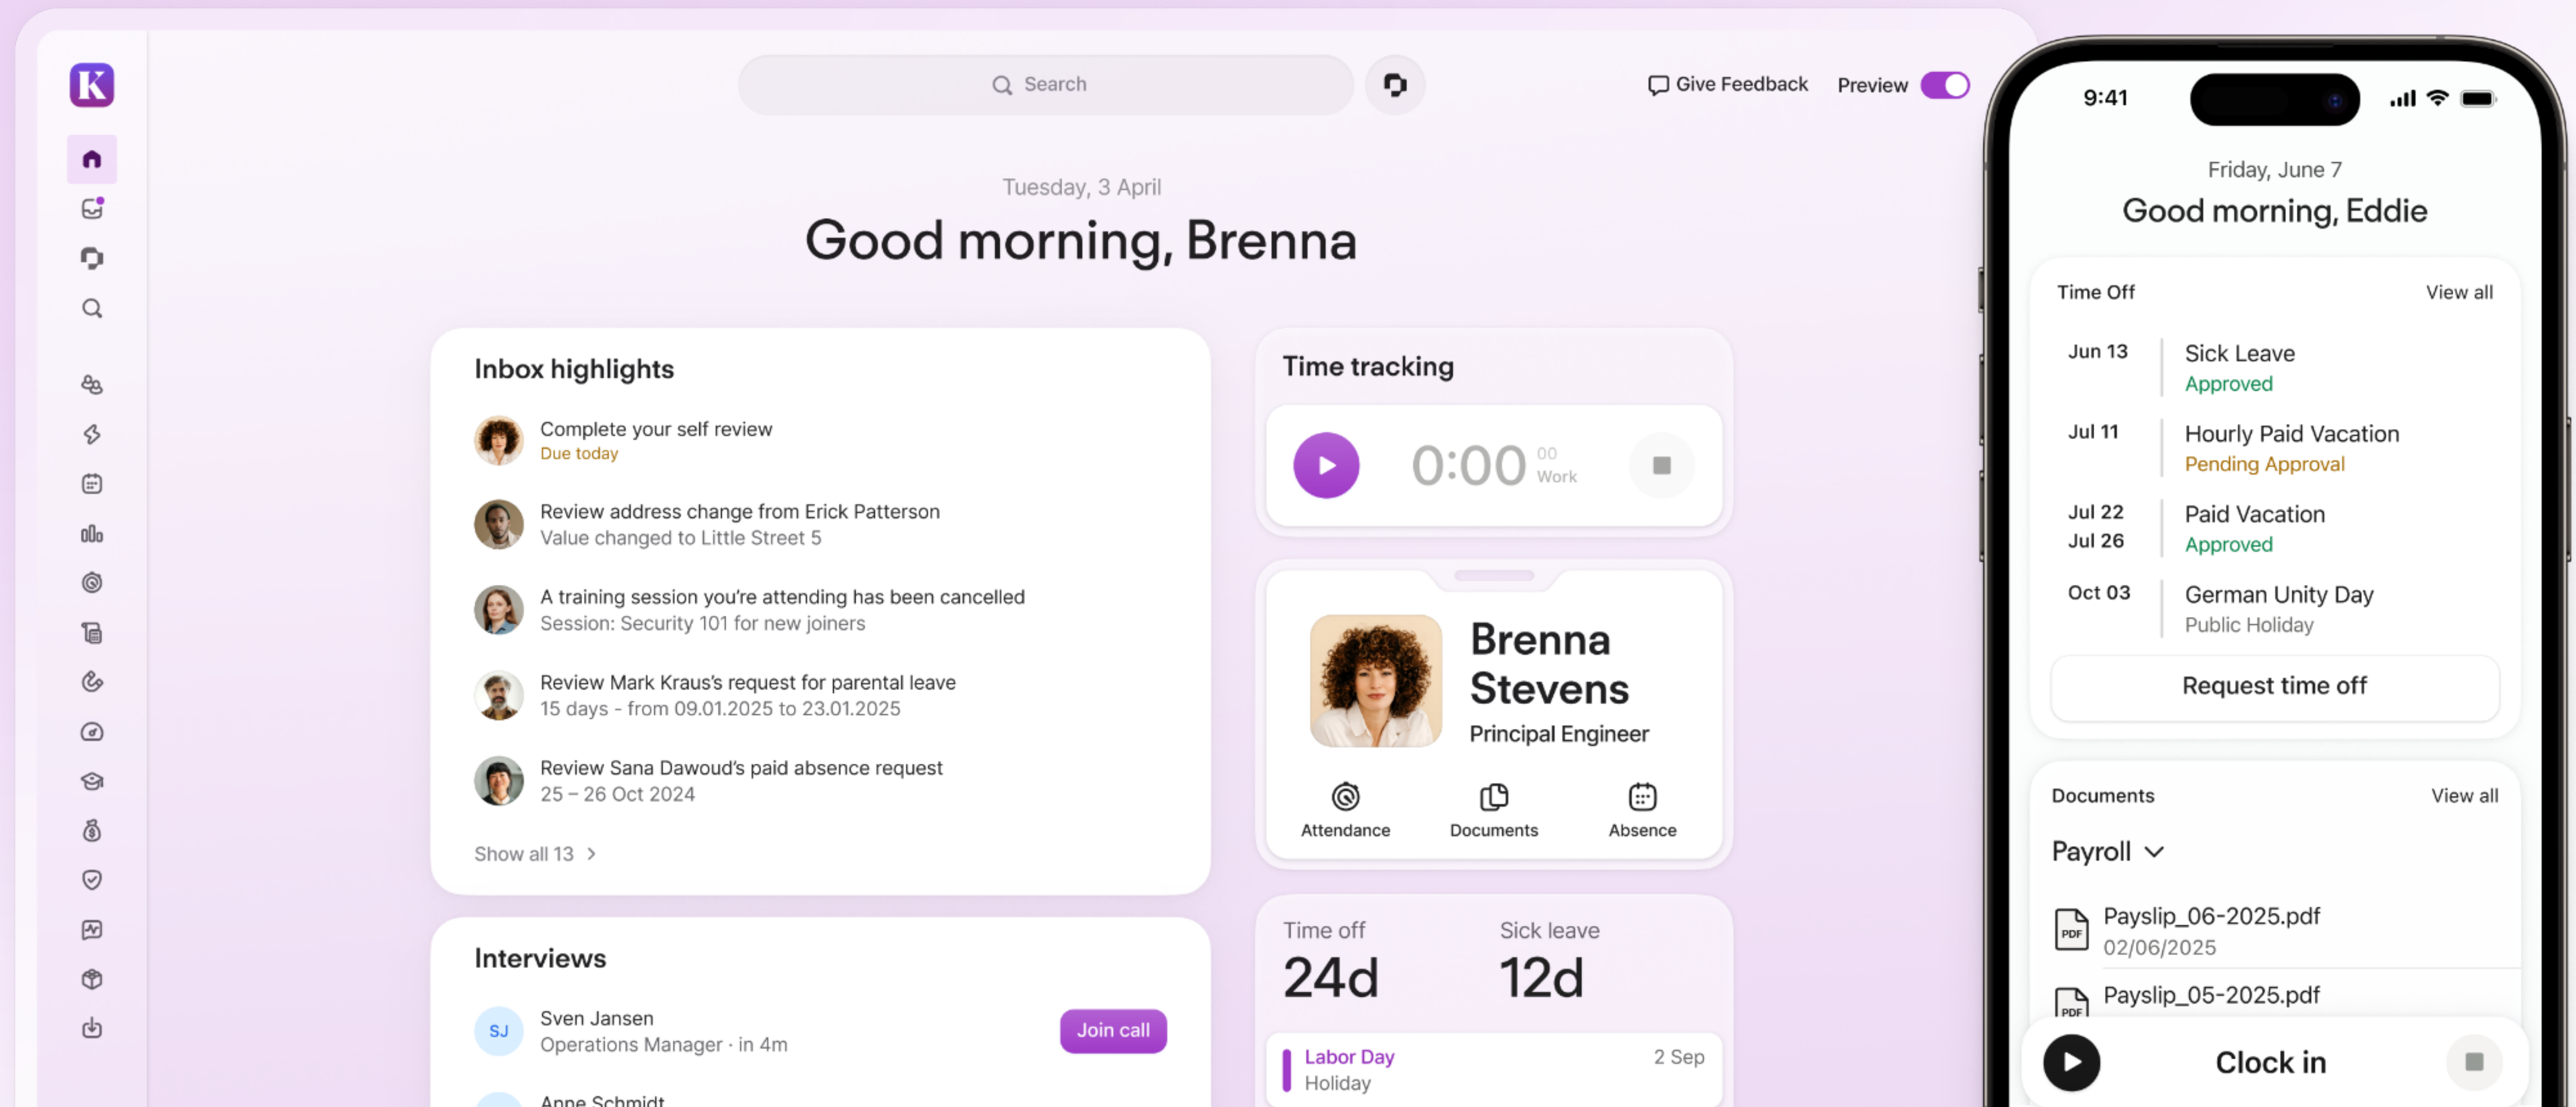 K
Search
Give Feedback
Preview
Tuesday, 3 April
Good morning, Brenna
Inbox highlights
Complete your self review
Due today
Review address change from Erick Patterson
Value changed to Little Street 5
A training session you're attending has been cancelled
Session: Security 101 for new joiners
Review Mark Kraus's request for parental leave
15 days - from 09.01.2025 to 23.01.2025
Review Sana Dawoud's paid absence request
25 – 26 Oct 2024
Show all 13
Interviews
SJ
Sven Jansen
Operations Manager · in 4m
Join call
Anne Schmidt
Time tracking
0:00
00
Work
Brenna
Stevens
Principal Engineer
Attendance
Documents
Absence
Time off
Sick leave
24d
12d
Labor Day
2 Sep
Holiday
9:41
Friday, June 7
Good morning, Eddie
Time Off
View all
Jun 13
Sick Leave
Approved
Jul 11
Hourly Paid Vacation
Pending Approval
Jul 22
Jul 26
Paid Vacation
Approved
Oct 03
German Unity Day
Public Holiday
Request time off
Documents
View all
Payroll
PDF
Payslip_06-2025.pdf
02/06/2025
PDF
Payslip_05-2025.pdf
Clock in